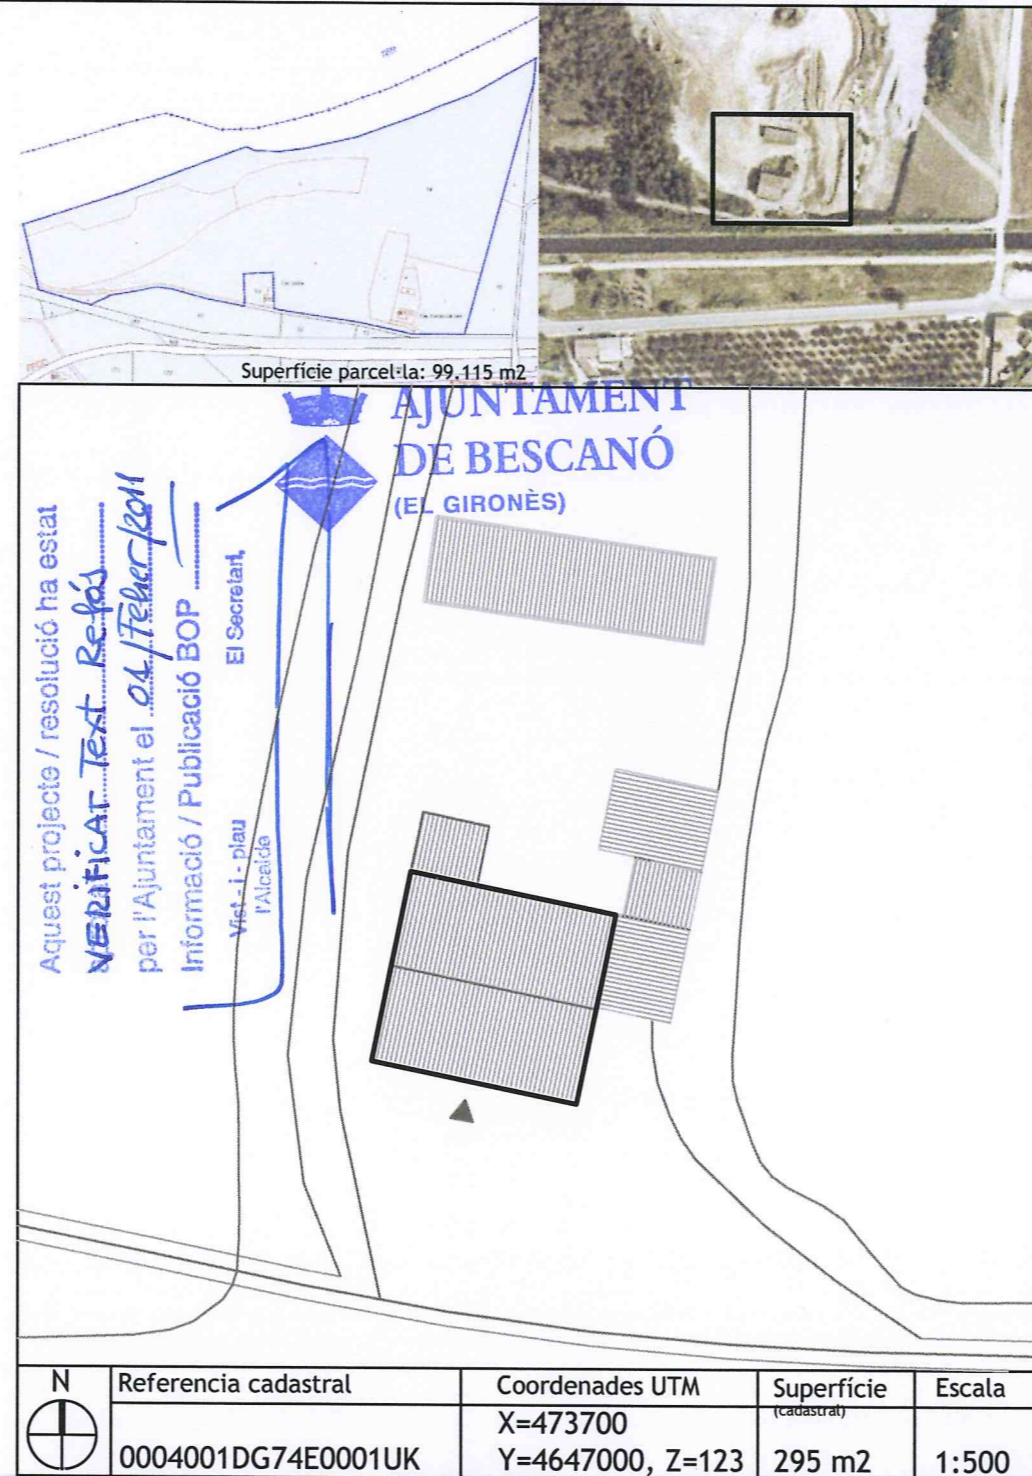 Superfície parcel·la: 99.115 m2
AJUNTAMENT
DE BESCANÓ
(EL GIRONÈS)
Aquest projecte / resolució ha estat
VERIFICAT Text Refós
per l'Ajuntament el 01/Febrer/2011
Informació / Publicació BOP
Vist - i - plau
l'Alcalde
El Secretari,
N
Referencia cadastral
0004001DG74E0001UK
Coordenades UTM
X=473700
Y=4647000, Z=123
Superfície
(cadastral)
295 m2
Escala
1:500